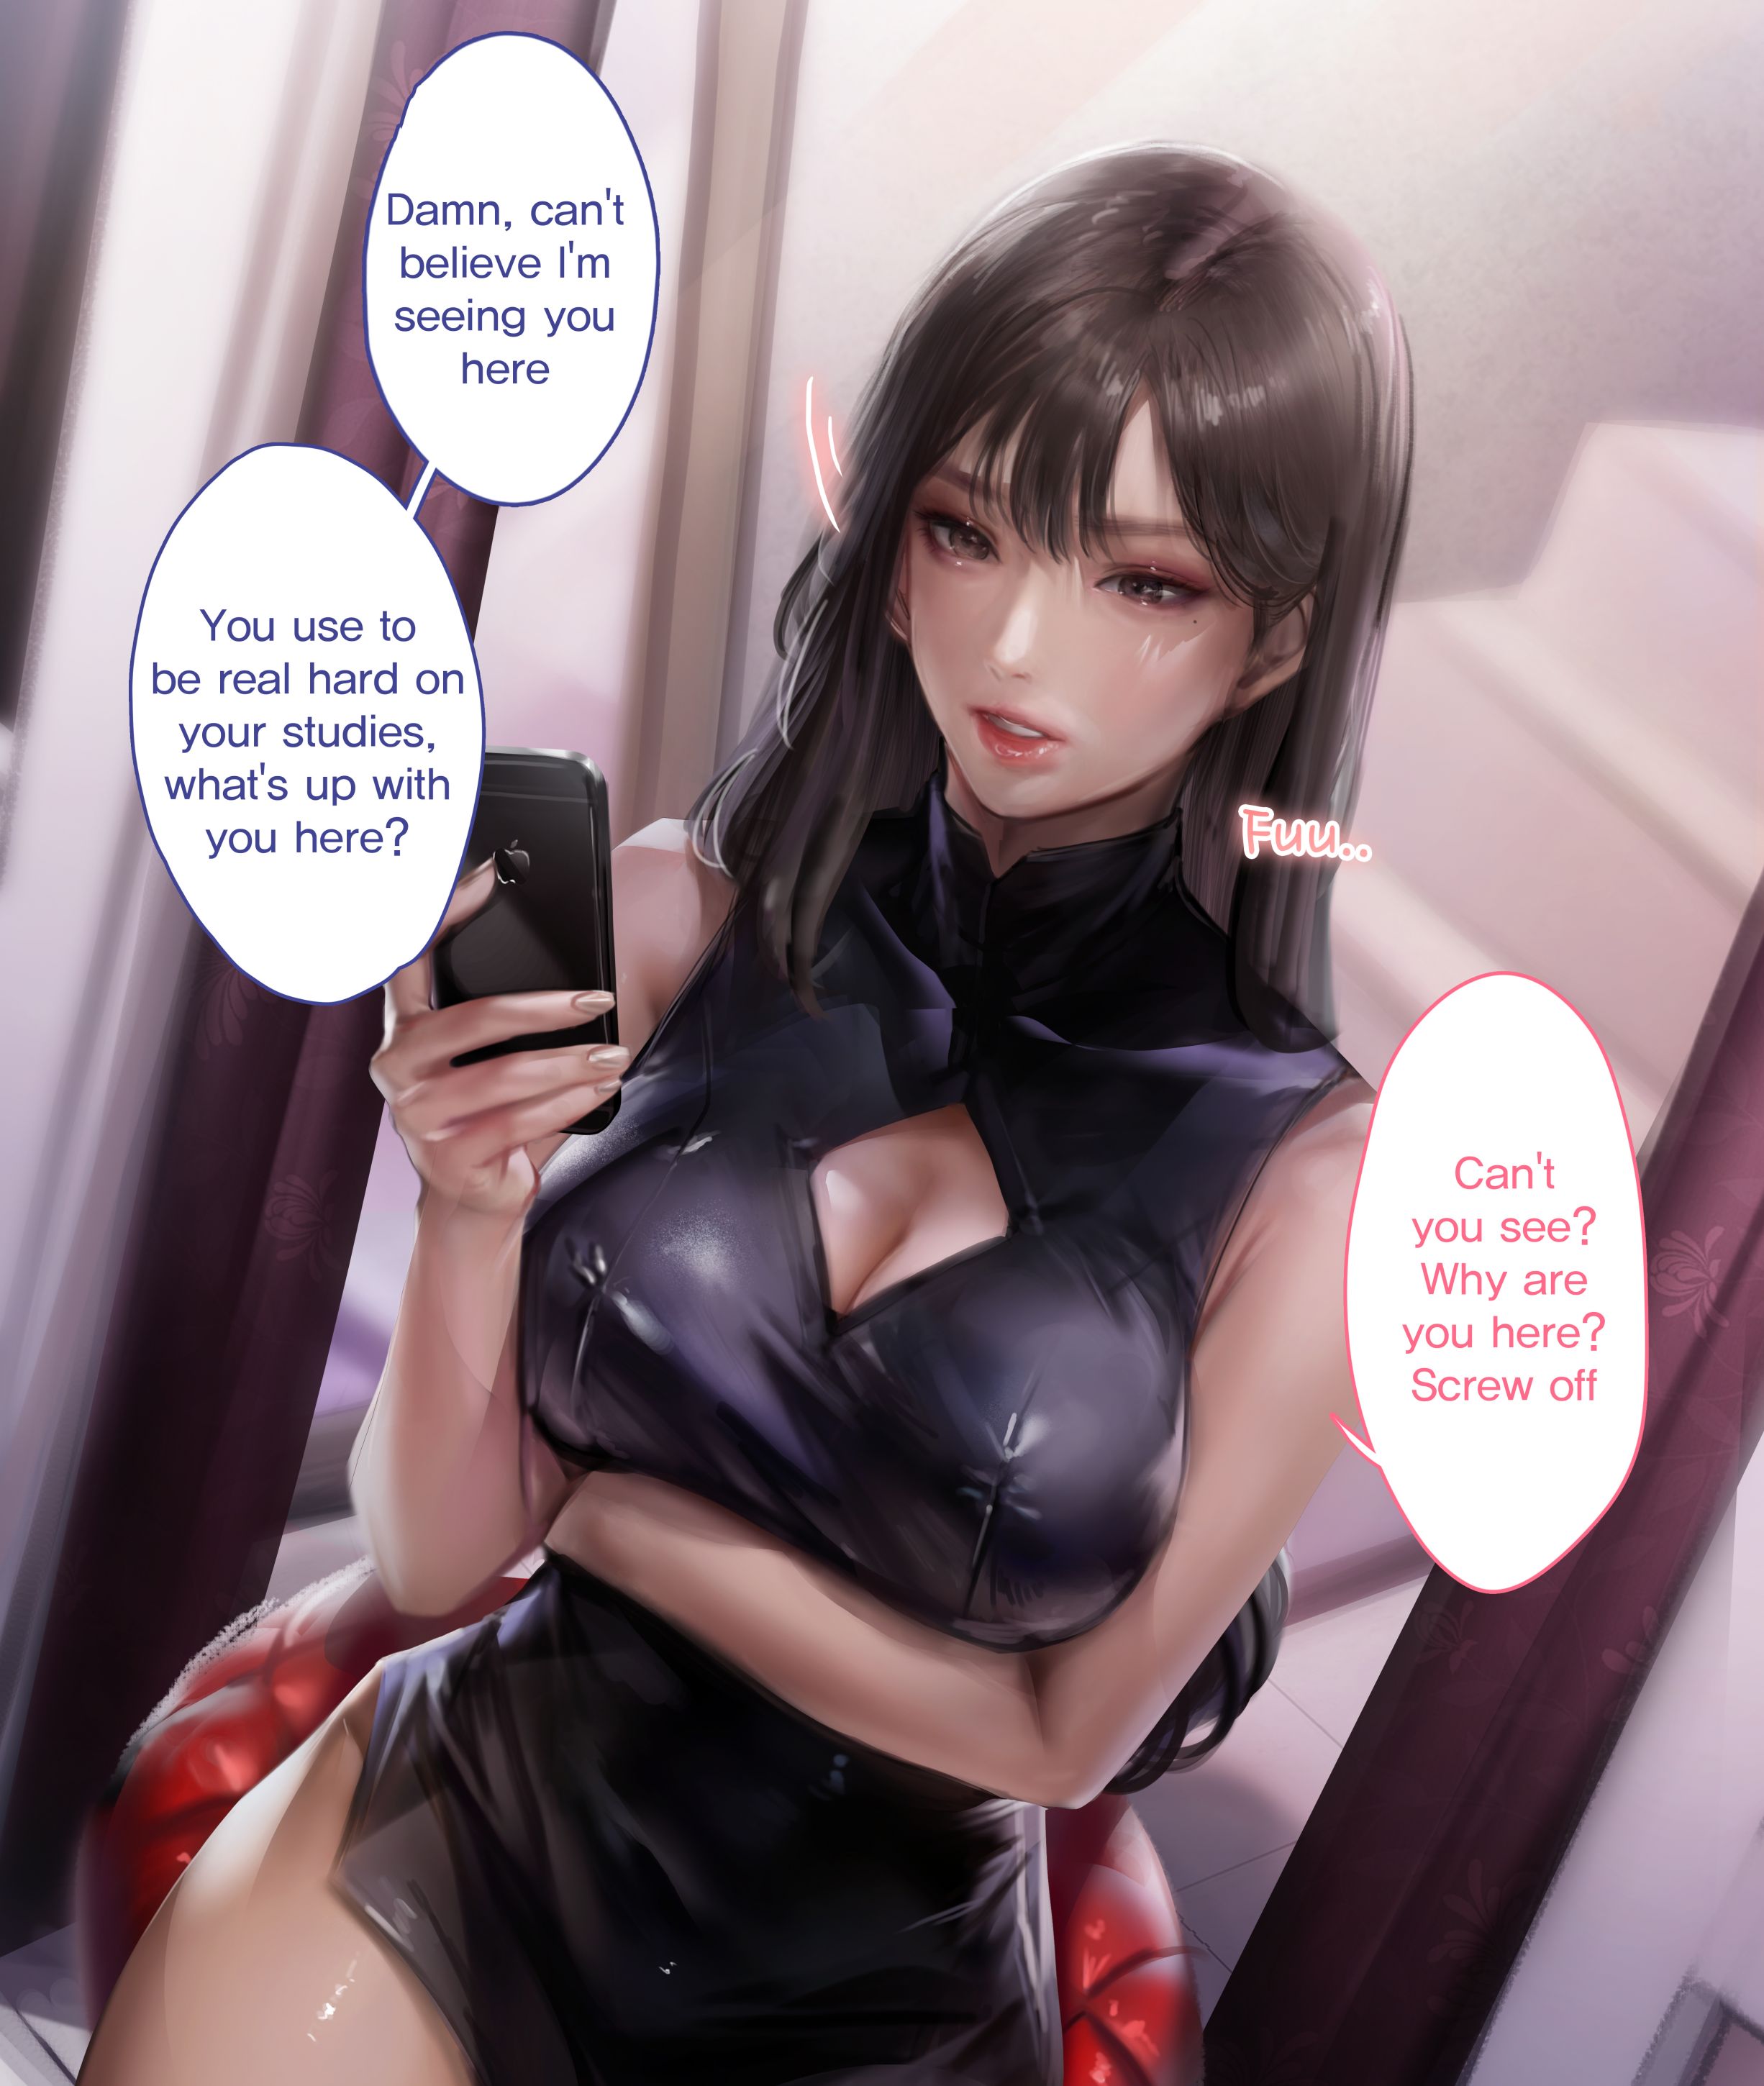 Damn, can't
believe I'm
seeing you
here
You use to
be real hard on
your studies,
what's up with
you here?
Fuu..
Can't
you see?
Why are
you here?
Screw off